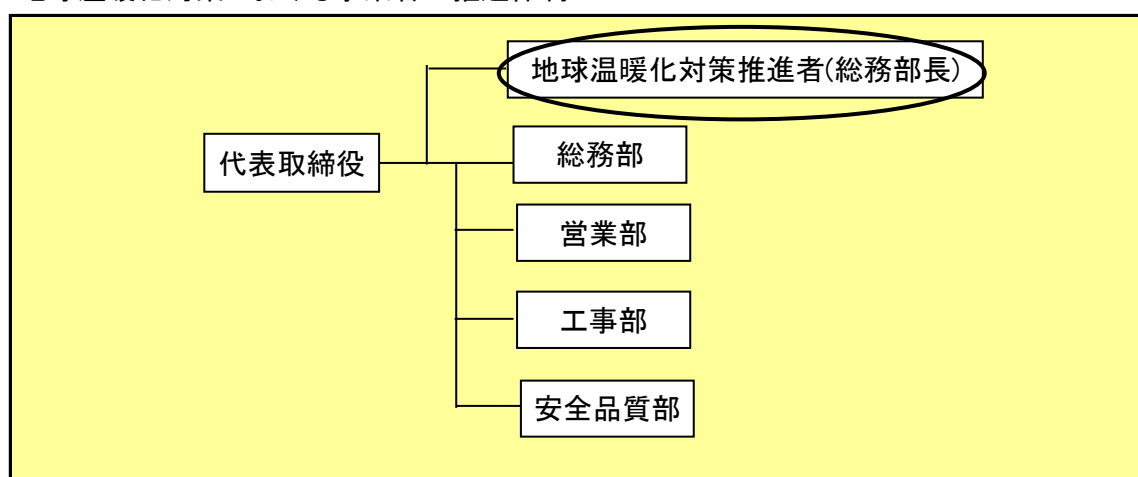 地球温暖化対策推進者(総務部長)
代表取締役
総務部
営業部
工事部
安全品質部